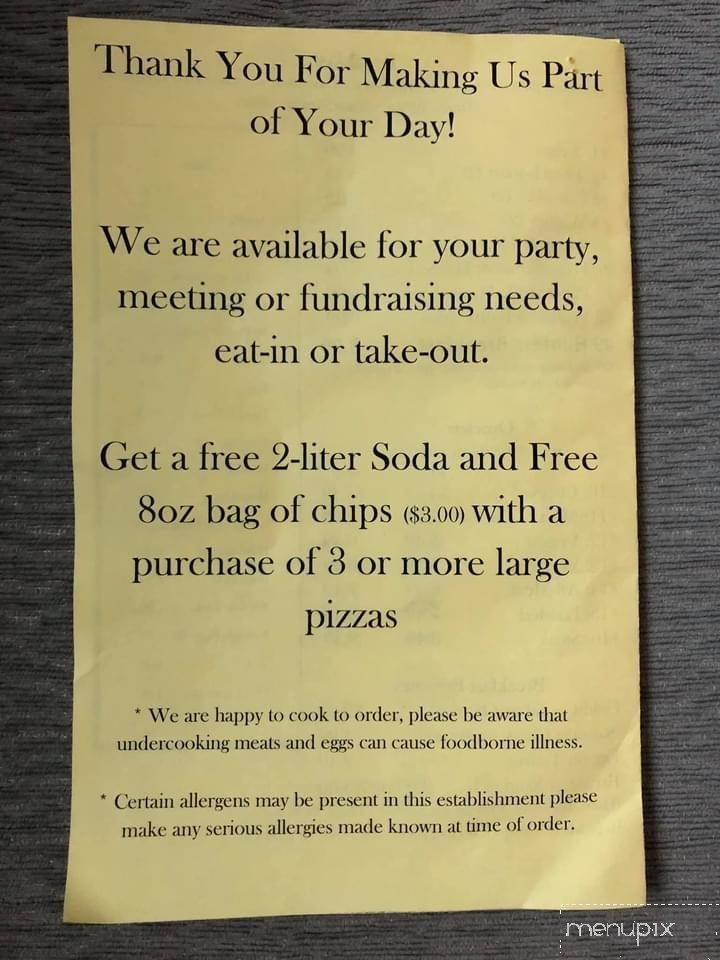 Thank You For Making Us Part
of Your Day!
We are available for your party,
meeting or fundraising needs,
eat-in or take-out.
Get a free 2-liter Soda and Free
8oz bag of chips ($3.00) with a
purchase of 3 or more large
pizzas
* We are happy to cook to order, please be aware that
undercooking meats and eggs can cause foodborne illness.
* Certain allergens may be present in this establishment please
make any serious allergies made known at time of order.
menupix